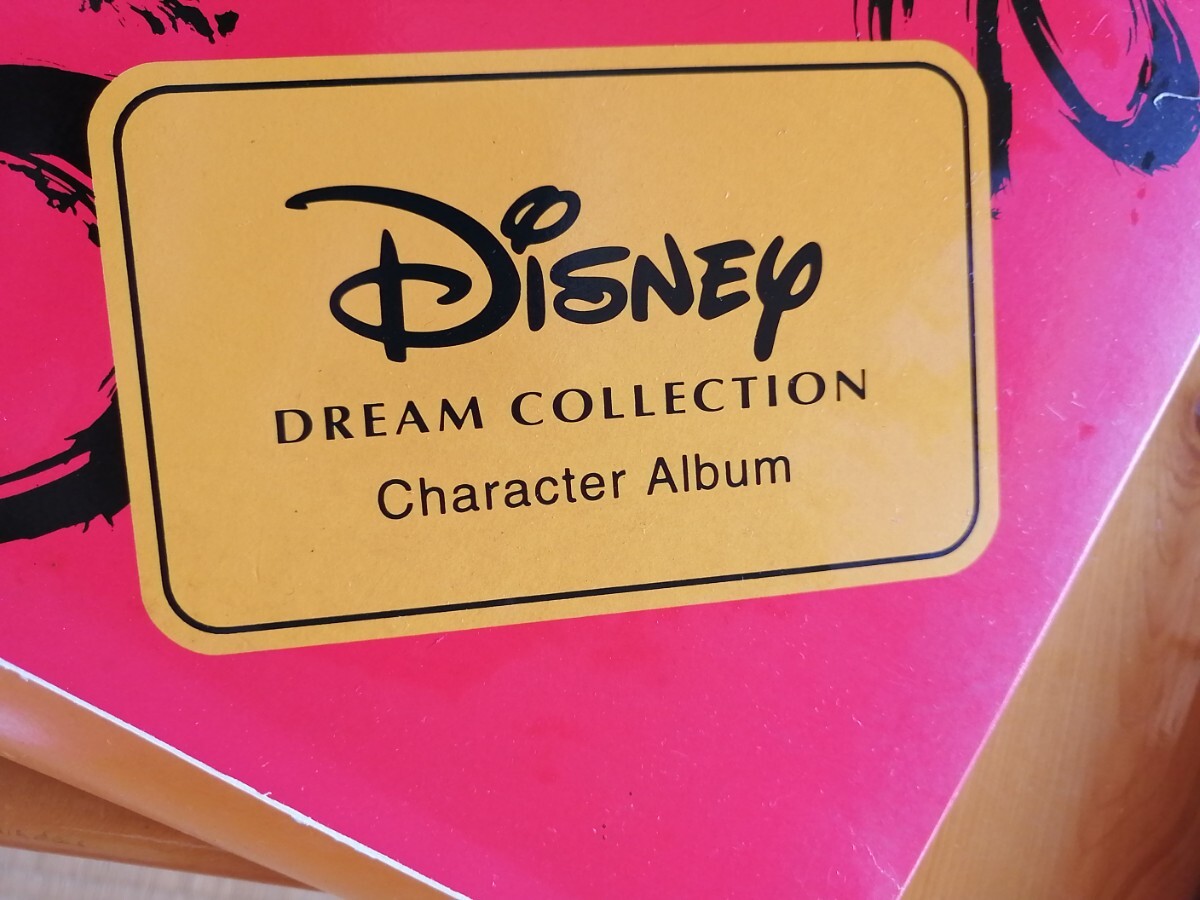 Disney
DREAM COLLECTION
Character Album